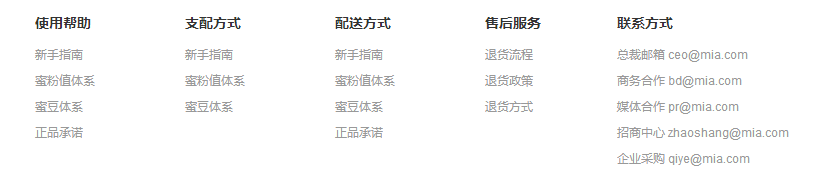 使用帮助
新手指南
蜜粉值体系
蜜豆体系
正品承诺
支配方式
新手指南
蜜粉值体系
蜜豆体系
配送方式
新手指南
蜜粉值体系
蜜豆体系
正品承诺
售后服务
退货流程
退货政策
退货方式
联系方式
总裁邮箱 ceo@mia.com
商务合作 bd@mia.com
媒体合作 pr@mia.com
招商中心 zhaoshang@mia.com
企业采购 qiye@mia.com